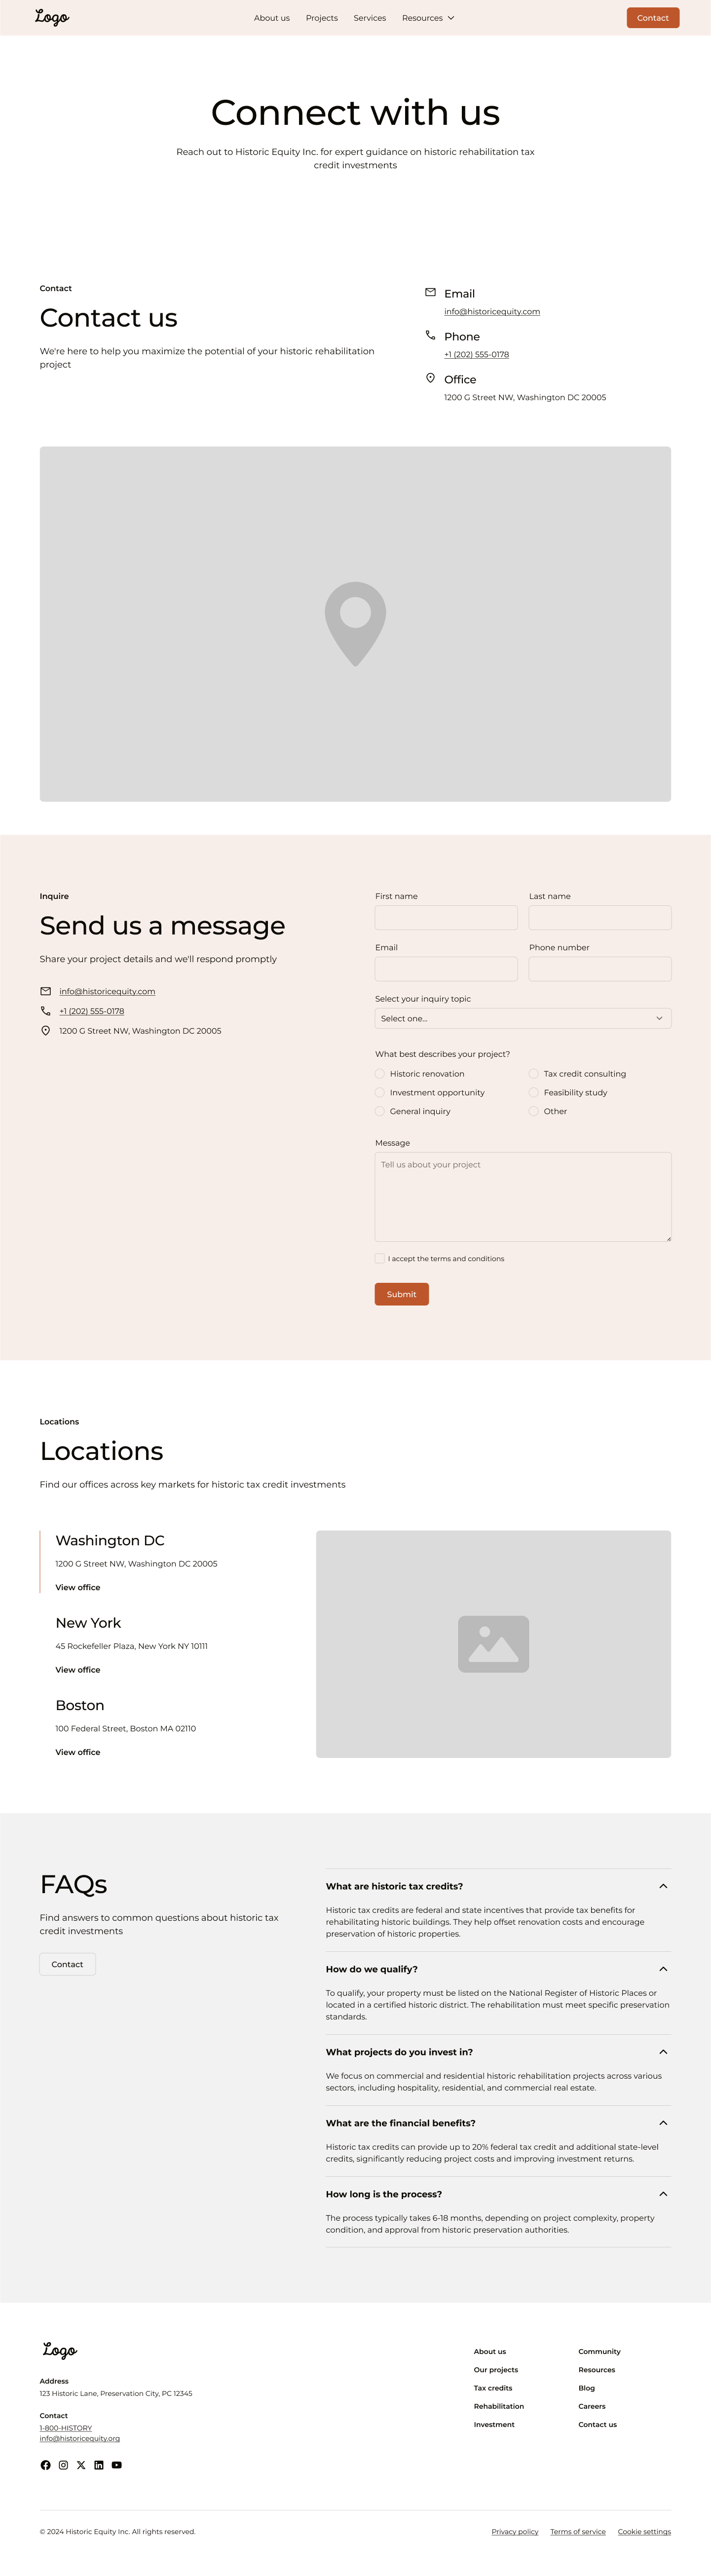 Logo
About us
Projects
Services
Resources
Contact
Connect with us
Reach out to Historic Equity Inc. for expert guidance on historic rehabilitation tax
credit investments
Contact
Contact us
We're here to help you maximize the potential of your historic rehabilitation
project
Email
info@historicequity.com
Phone
+1 (202) 555-0178
Office
1200 G Street NW, Washington DC 20005
Inquire
Send us a message
Share your project details and we'll respond promptly
info@historicequity.com
+1 (202) 555-0178
1200 G Street NW, Washington DC 20005
First name
Last name
Email
Phone number
Select your inquiry topic
Select one...
What best describes your project?
Historic renovation
Tax credit consulting
Investment opportunity
Feasibility study
General inquiry
Other
Message
Tell us about your project
I accept the terms and conditions
Submit
Locations
Locations
Find our offices across key markets for historic tax credit investments
Washington DC
1200 G Street NW, Washington DC 20005
View office
New York
45 Rockefeller Plaza, New York NY 10111
View office
Boston
100 Federal Street, Boston MA 02110
View office
FAQs
Find answers to common questions about historic tax
credit investments
Contact
What are historic tax credits?
Historic tax credits are federal and state incentives that provide tax benefits for
rehabilitating historic buildings. They help offset renovation costs and encourage
preservation of historic properties.
How do we qualify?
To qualify, your property must be listed on the National Register of Historic Places or
located in a certified historic district. The rehabilitation must meet specific preservation
standards.
What projects do you invest in?
We focus on commercial and residential historic rehabilitation projects across various
sectors, including hospitality, residential, and commercial real estate.
What are the financial benefits?
Historic tax credits can provide up to 20% federal tax credit and additional state-level
credits, significantly reducing project costs and improving investment returns.
How long is the process?
The process typically takes 6-18 months, depending on project complexity, property
condition, and approval from historic preservation authorities.
Logo
Address
123 Historic Lane, Preservation City, PC 12345
Contact
1-800-HISTORY
info@historicequity.org
About us
Our projects
Tax credits
Rehabilitation
Investment
Community
Resources
Blog
Careers
Contact us
© 2024 Historic Equity Inc. All rights reserved.
Privacy policy
Terms of service
Cookie settings